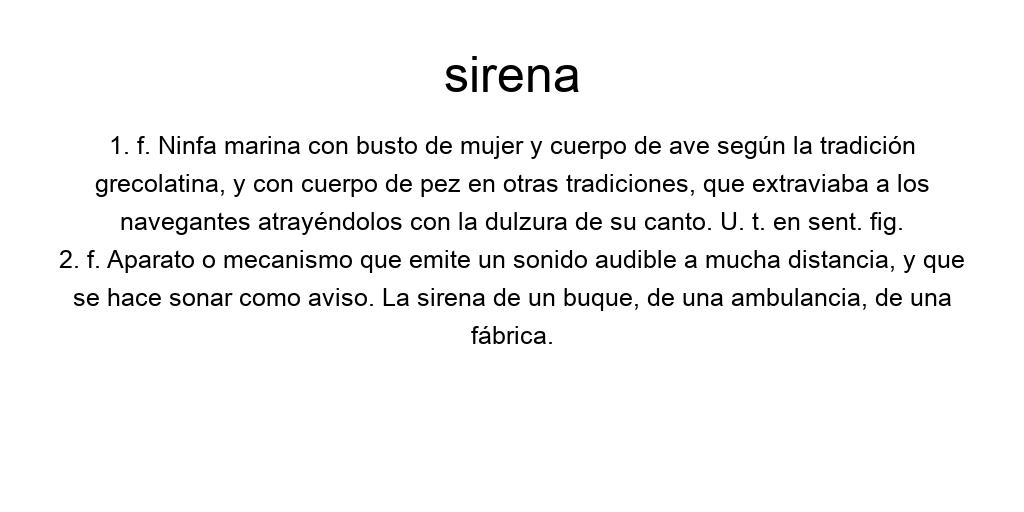 sirena
1. f. Ninfa marina con busto de mujer y cuerpo de ave según la tradición
grecolatina, y con cuerpo de pez en otras tradiciones, que extraviaba a los
navegantes atrayéndolos con la dulzura de su canto. U. t. en sent. fig.
2. f. Aparato o mecanismo que emite un sonido audible a mucha distancia, y que
se hace sonar como aviso. La sirena de un buque, de una ambulancia, de una
fábrica.